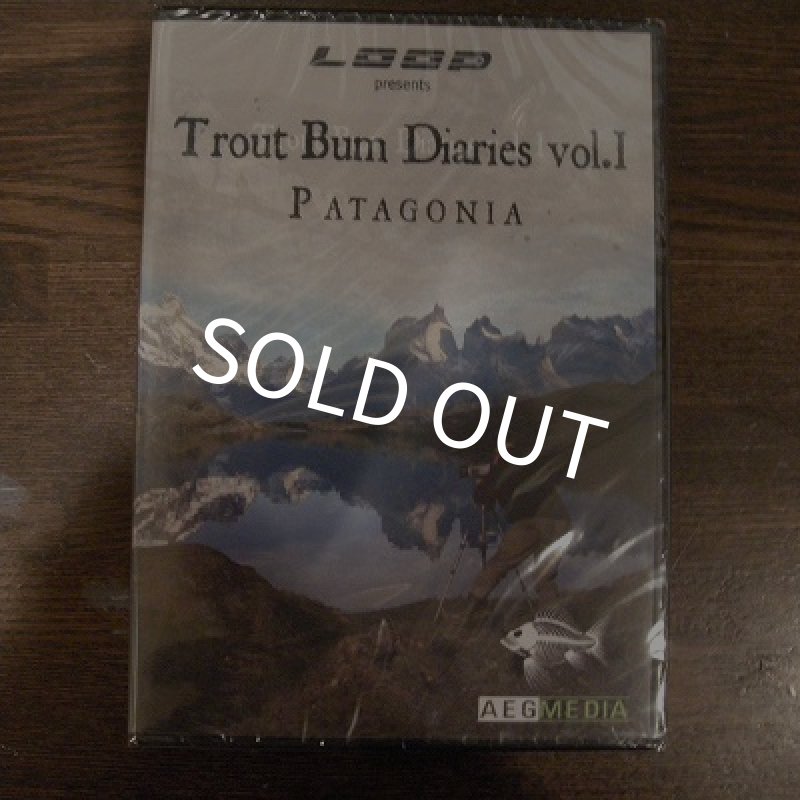 LOOP
presents
Trout Bum Diaries vol.I
PATAGONIA
SOLD OUT
AEGMEDIA